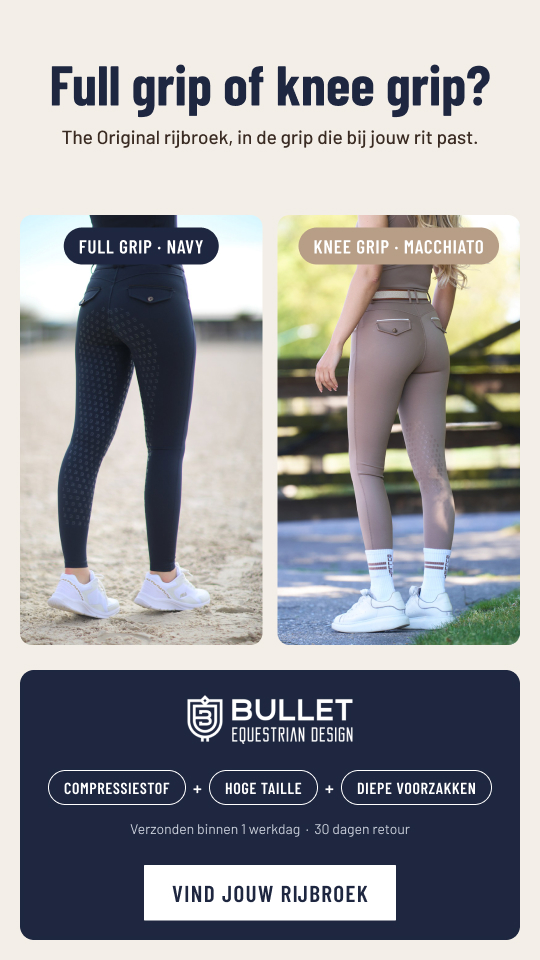 Full grip of knee grip?
The Original rijbroek, in de grip die bij jouw rit past.
FULL GRIP · NAVY
KNEE GRIP · MACCHIATO
BULLET
EQUESTRIAN DESIGN
COMPRESSIESTOF + HOGE TAILLE + DIEPE VOORZAKKEN
Verzonden binnen 1 werkdag · 30 dagen retour
VIND JOUW RIJBROEK